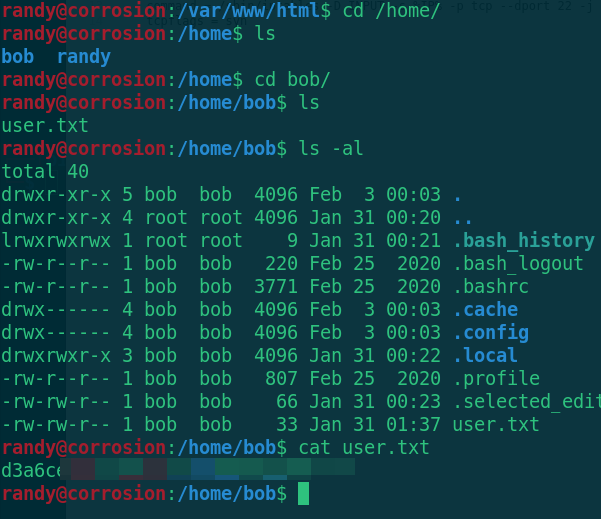 randy@corrosion:/var/www/html$ cd /home/
randy@corrosion:/home$ ls
bob  randy
randy@corrosion:/home$ cd bob/
randy@corrosion:/home/bob$ ls
user.txt
randy@corrosion:/home/bob$ ls -al
total 40
drwxr-xr-x 5 bob  bob  4096 Feb  3 00:03 .
drwxr-xr-x 4 root root 4096 Jan 31 00:20 ..
lrwxrwxrwx 1 root root    9 Jan 31 00:21 .bash_history
-rw-r--r-- 1 bob  bob   220 Feb 25  2020 .bash_logout
-rw-r--r-- 1 bob  bob  3771 Feb 25  2020 .bashrc
drwx------ 4 bob  bob  4096 Feb  3 00:03 .cache
drwx------ 4 bob  bob  4096 Feb  3 00:03 .config
drwxrwxr-x 3 bob  bob  4096 Jan 31 00:22 .local
-rw-r--r-- 1 bob  bob   807 Feb 25  2020 .profile
-rw-rw-r-- 1 bob  bob    66 Jan 31 00:23 .selected_edit
-rw-rw-r-- 1 bob  bob    33 Jan 31 01:37 user.txt
randy@corrosion:/home/bob$ cat user.txt
d3a6ce
randy@corrosion:/home/bob$